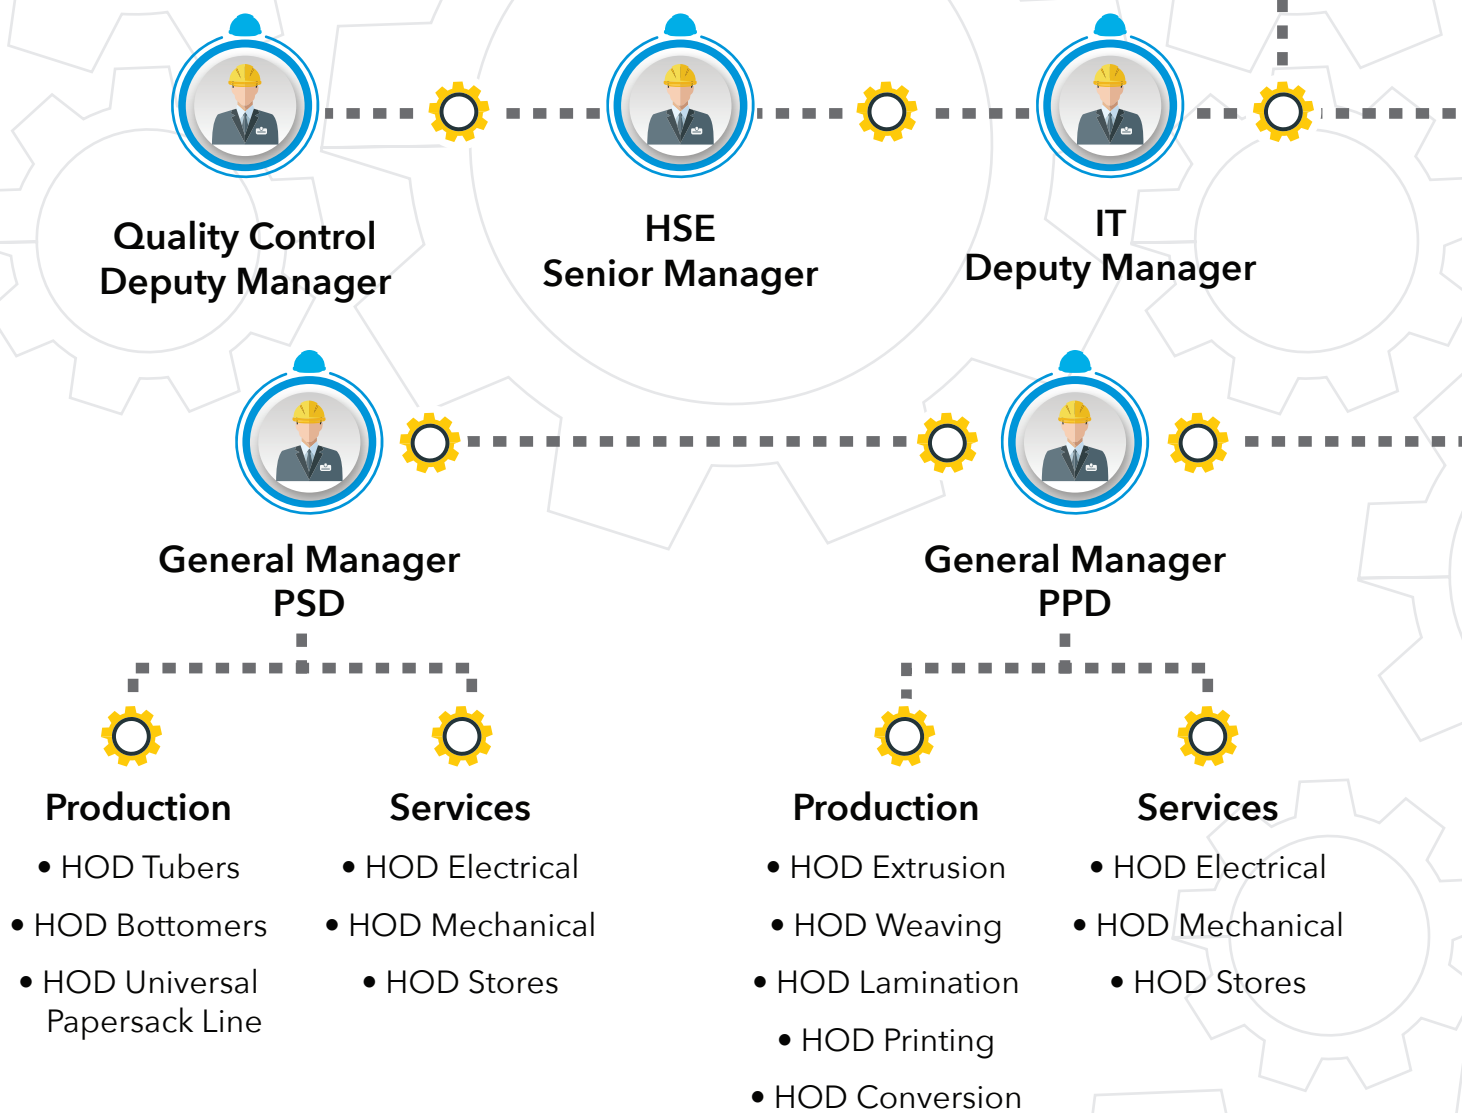 Quality Control
Deputy Manager
HSE
Senior Manager
IT
Deputy Manager
General Manager
PSD
General Manager
PPD
Production
• HOD Tubers
• HOD Bottomers
• HOD Universal
Papersack Line
Services
• HOD Electrical
• HOD Mechanical
• HOD Stores
Production
• HOD Extrusion
• HOD Weaving
• HOD Lamination
• HOD Printing
• HOD Conversion
Services
• HOD Electrical
• HOD Mechanical
• HOD Stores